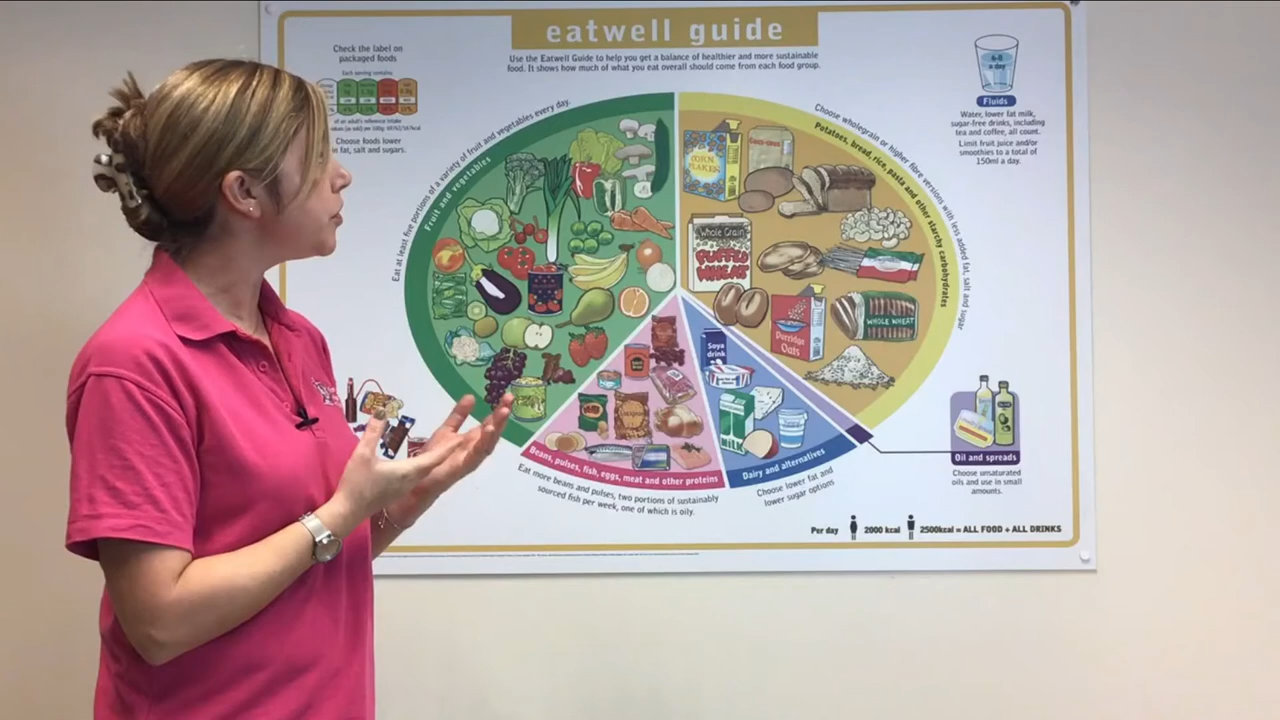 eatwell guide
Use the Eatwell Guide to help you get a balance of healthier and more sustainable
food. It shows how much of what you eat overall should come from each food group.
Check the label on
packaged foods
Each serving contains
of an adult's reference intake
Choose foods lower
in fat, salt and sugars.
6-8
a day
Fluids
Water, lower fat milk,
sugar-free drinks, including
tea and coffee, all count.
Limit fruit juice and/or
smoothies to a total of
150ml a day.
Eat at least five portions of a variety of fruit and vegetables every day.
Fruit and vegetables
Choose wholegrain or higher fibre versions with less added fat, salt and sugar
Potatoes, bread, rice, pasta and other starchy carbohydrates
CORN
FLAKES
Whole Grain
PUFFED
WHEAT
Porridge
Oats
WHOLE WHEAT
Soya
drink
MILK
Beans, pulses, fish, eggs, meat and other proteins
Eat more beans and pulses, two portions of sustainably
sourced fish per week, one of which is oily.
Dairy and alternatives
Choose lower fat and
lower sugar options
Oil and spreads
Choose unsaturated
oils and use in small
amounts.
Per day 2000 kcal 2500kcal = ALL FOOD + ALL DRINKS